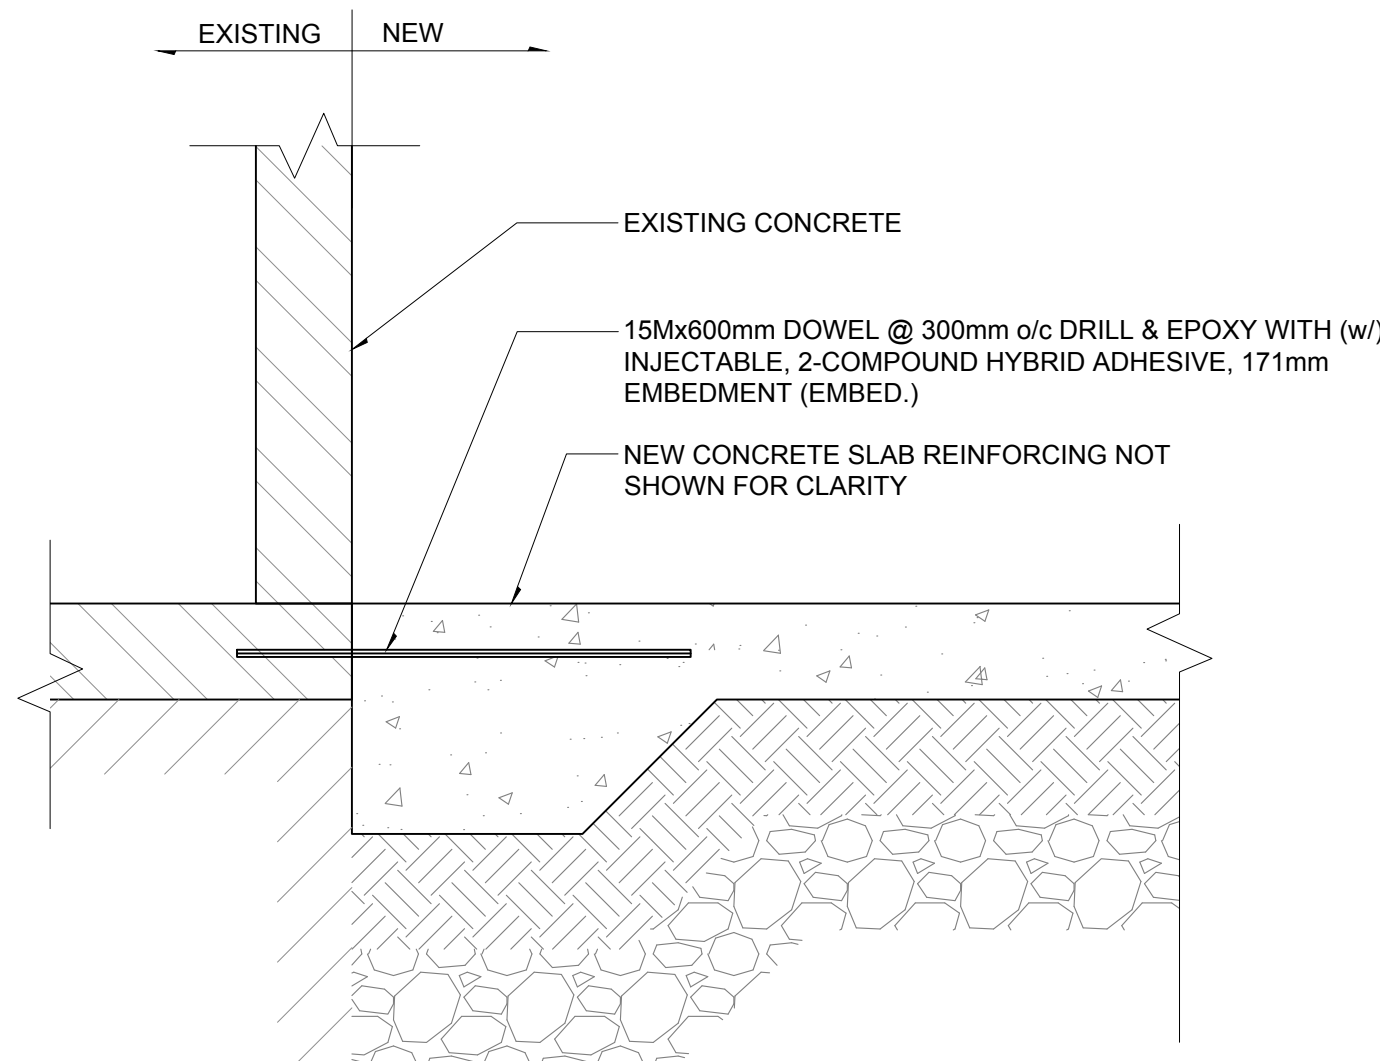 EXISTING NEW
EXISTING CONCRETE
15Mx600mm DOWEL @ 300mm o/c DRILL & EPOXY WITH (w/)
INJECTABLE, 2-COMPOUND HYBRID ADHESIVE, 171mm
EMBEDMENT (EMBED.)
NEW CONCRETE SLAB REINFORCING NOT
SHOWN FOR CLARITY